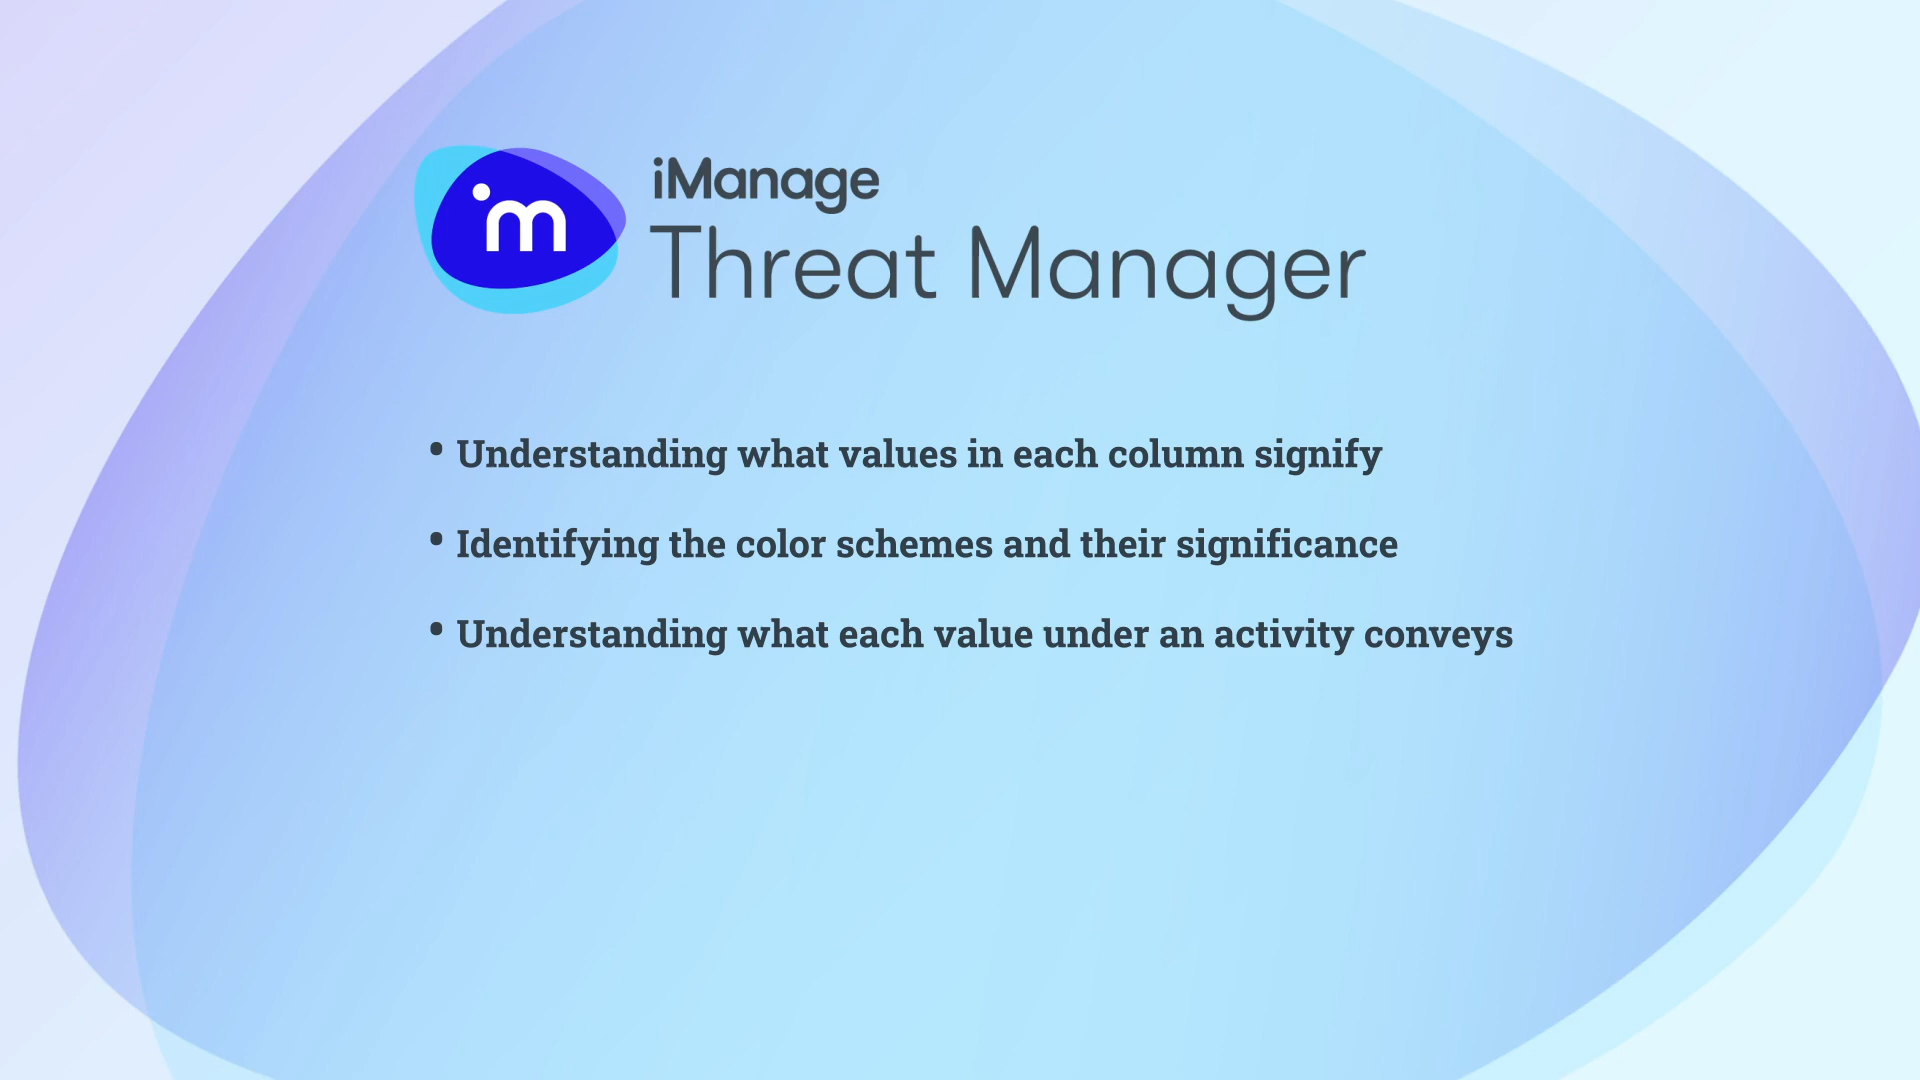 im
iManage
Threat Manager
• Understanding what values in each column signify
• Identifying the color schemes and their significance
• Understanding what each value under an activity conveys